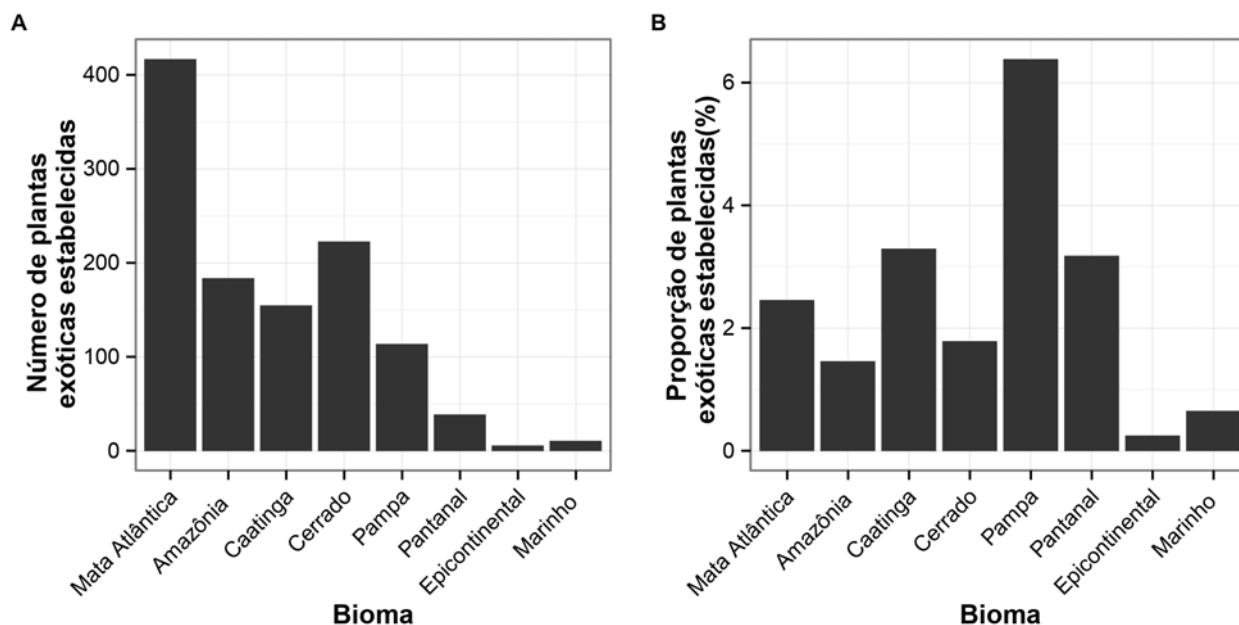 A
Número de plantas
exóticas estabelecidas
400
300
200
100
0
Mata Atlântica
Amazônia
Caatinga
Cerrado
Pampa
Pantanal
Epicontinental
Marinho
Bioma
B
Proporção de plantas
exóticas estabelecidas(%)
6
4
2
0
Mata Atlântica
Amazônia
Caatinga
Cerrado
Pampa
Pantanal
Epicontinental
Marinho
Bioma